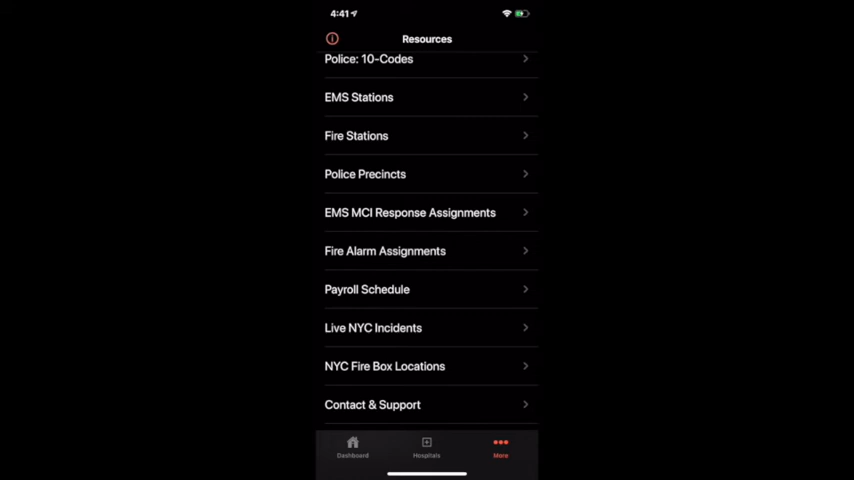 4:41
Resources
Police: 10-Codes
EMS Stations
Fire Stations
Police Precincts
EMS MCI Response Assignments
Fire Alarm Assignments
Payroll Schedule
Live NYC Incidents
NYC Fire Box Locations
Contact & Support
Dashboard
Hospitals
More